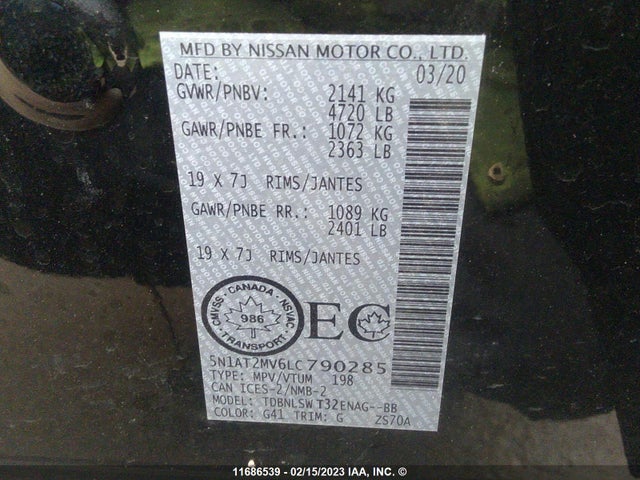 MFD BY NISSAN MOTOR CO., LTD.
DATE: 03/20
GVWR/PNBV: 2141 KG
4720 LB
GAWR/PNBE FR.: 1072 KG
2363 LB
19 X 7J RIMS/JANTES
GAWR/PNBE RR.: 1089 KG
2401 LB
19 X 7J RIMS/JANTES
CMVSS · CANADA · NSVAC
986
TRANSPORT
EC
5N1AT2MV6LC790285
TYPE: MPV/VTUM 198
CAN ICES-2/NMB-2
MODEL: TDBNLSW T32ENAG--BB
COLOR: G41 TRIM: G ZS70A
11686539 - 02/15/2023 IAA, INC. ©